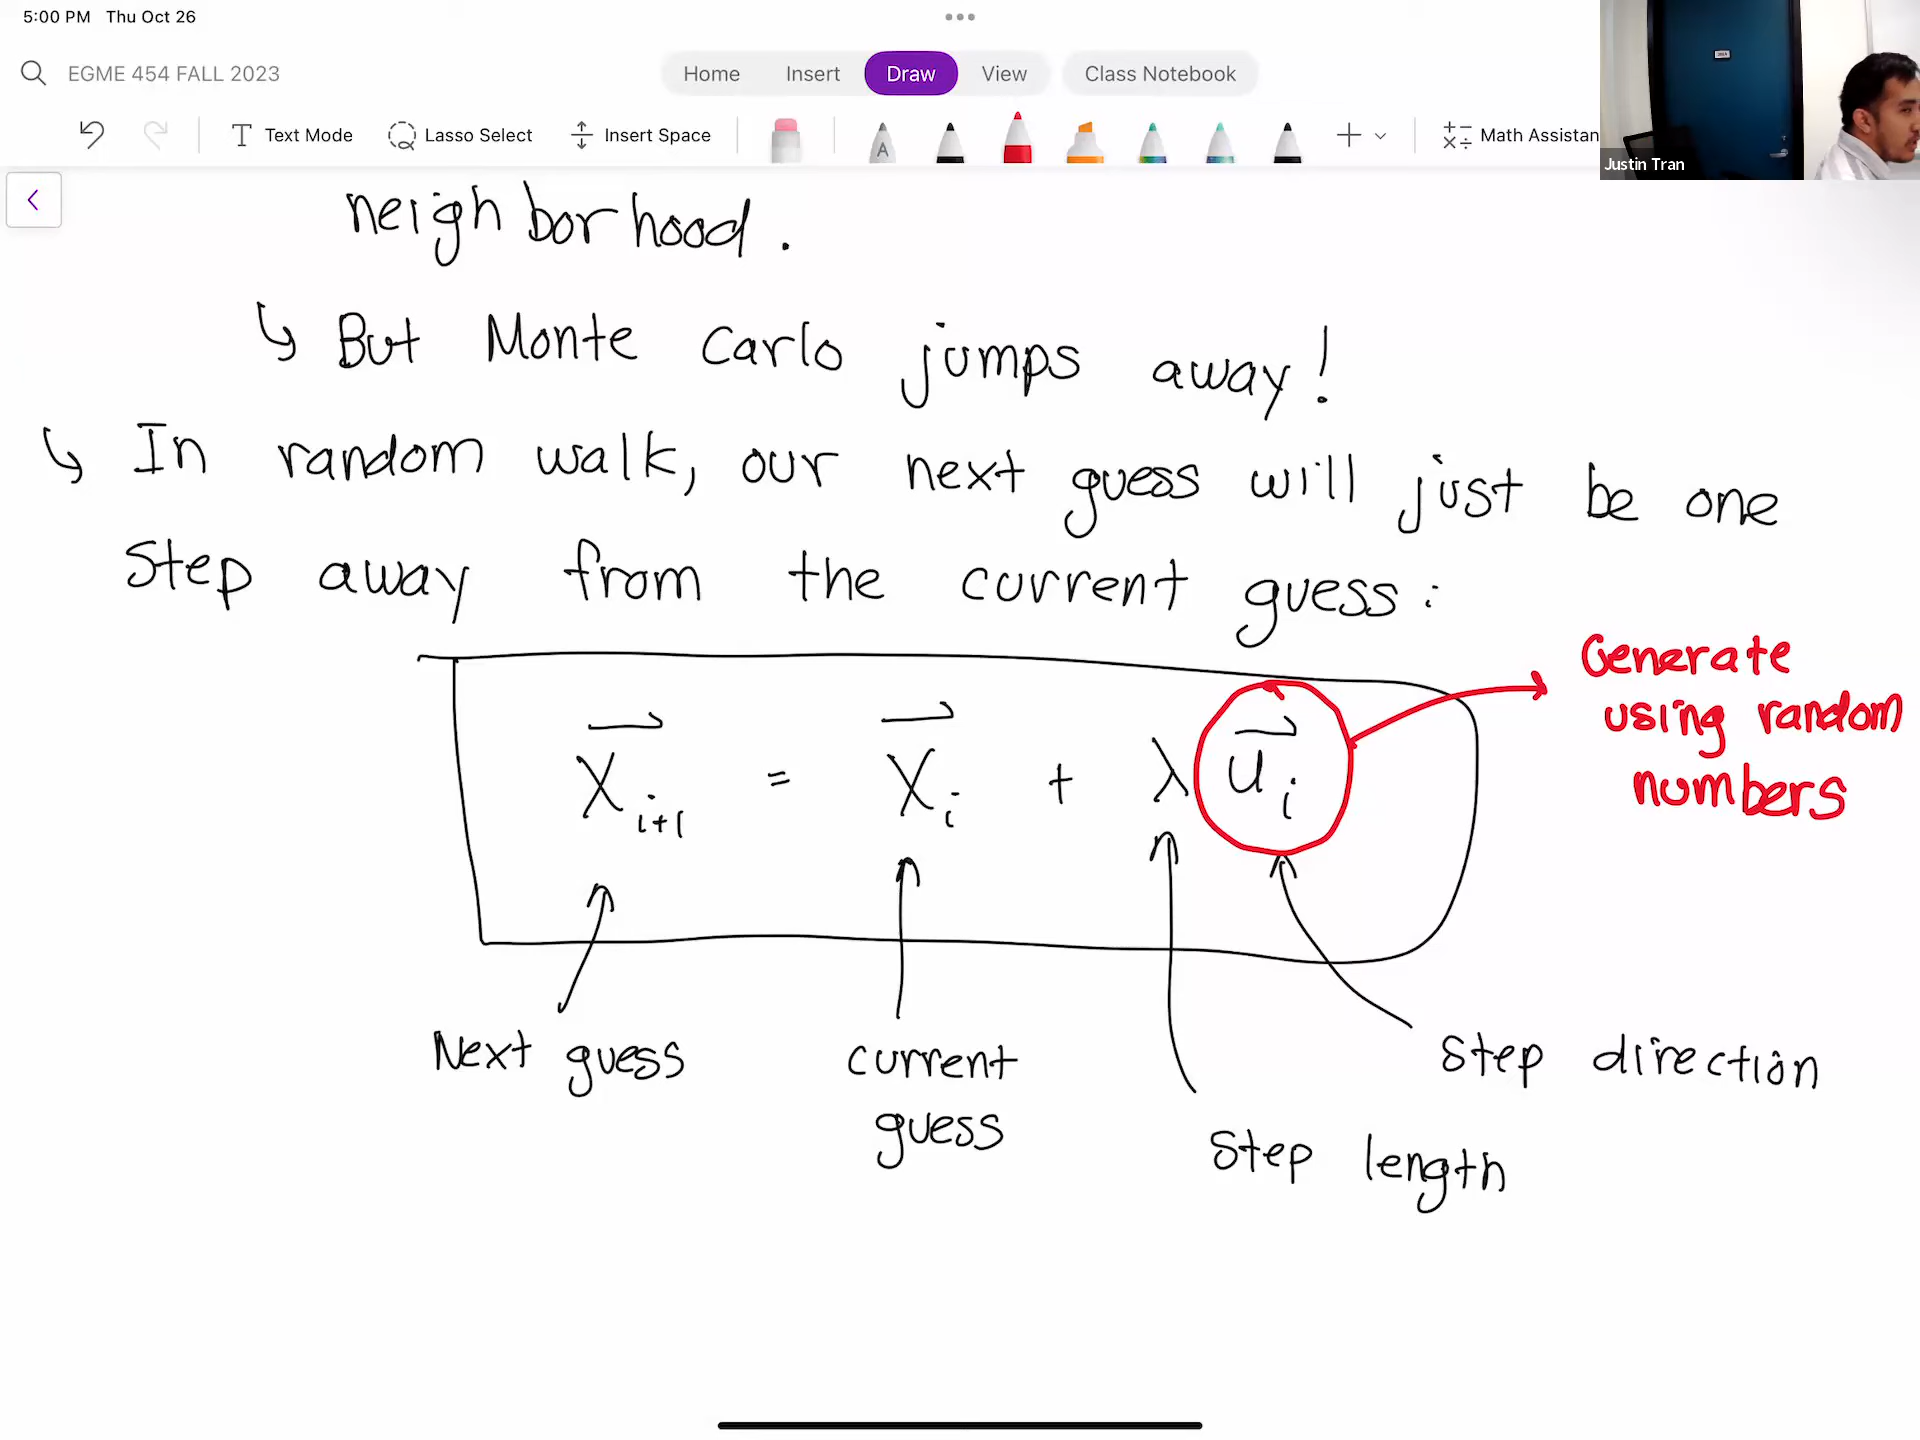 5:00 PM Thu Oct 26
EGME 454 FALL 2023
Home Insert Draw View Class Notebook
Text Mode Lasso Select Insert Space A Math Assistan
Justin Tran
neighborhood.
↳ But Monte Carlo jumps away!
↳ In random walk, our next guess will just be one
step away from the current guess:
Generate
using random
numbers
X⃗ᵢ₊₁ = X⃗ᵢ + λ u⃗ᵢ
Next guess
current
guess
Step direction
Step length